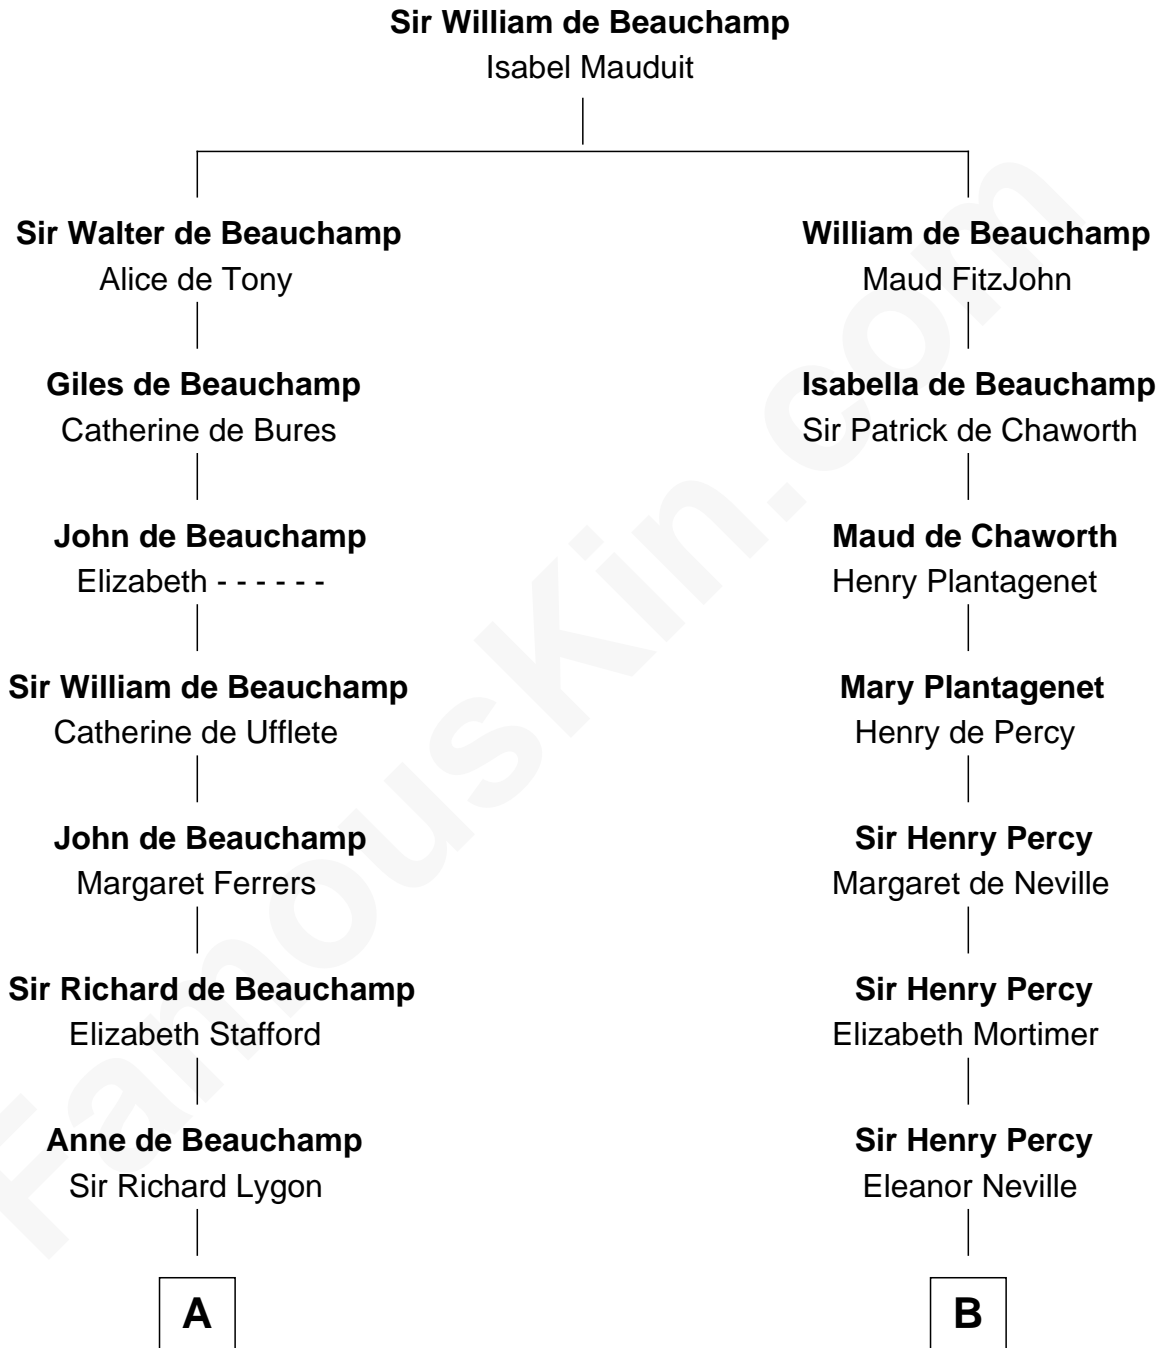 Sir William de Beauchamp
Isabel Mauduit
Sir Walter de Beauchamp
Alice de Tony
William de Beauchamp
Maud FitzJohn
Giles de Beauchamp
Catherine de Bures
Isabella de Beauchamp
Sir Patrick de Chaworth
John de Beauchamp
Elizabeth - - - - - -
Maud de Chaworth
Henry Plantagenet
Sir William de Beauchamp
Catherine de Ufflete
Mary Plantagenet
Henry de Percy
John de Beauchamp
Margaret Ferrers
Sir Henry Percy
Margaret de Neville
Sir Richard de Beauchamp
Elizabeth Stafford
Sir Henry Percy
Elizabeth Mortimer
Anne de Beauchamp
Sir Richard Lygon
Sir Henry Percy
Eleanor Neville
A
B
FamousKin.com